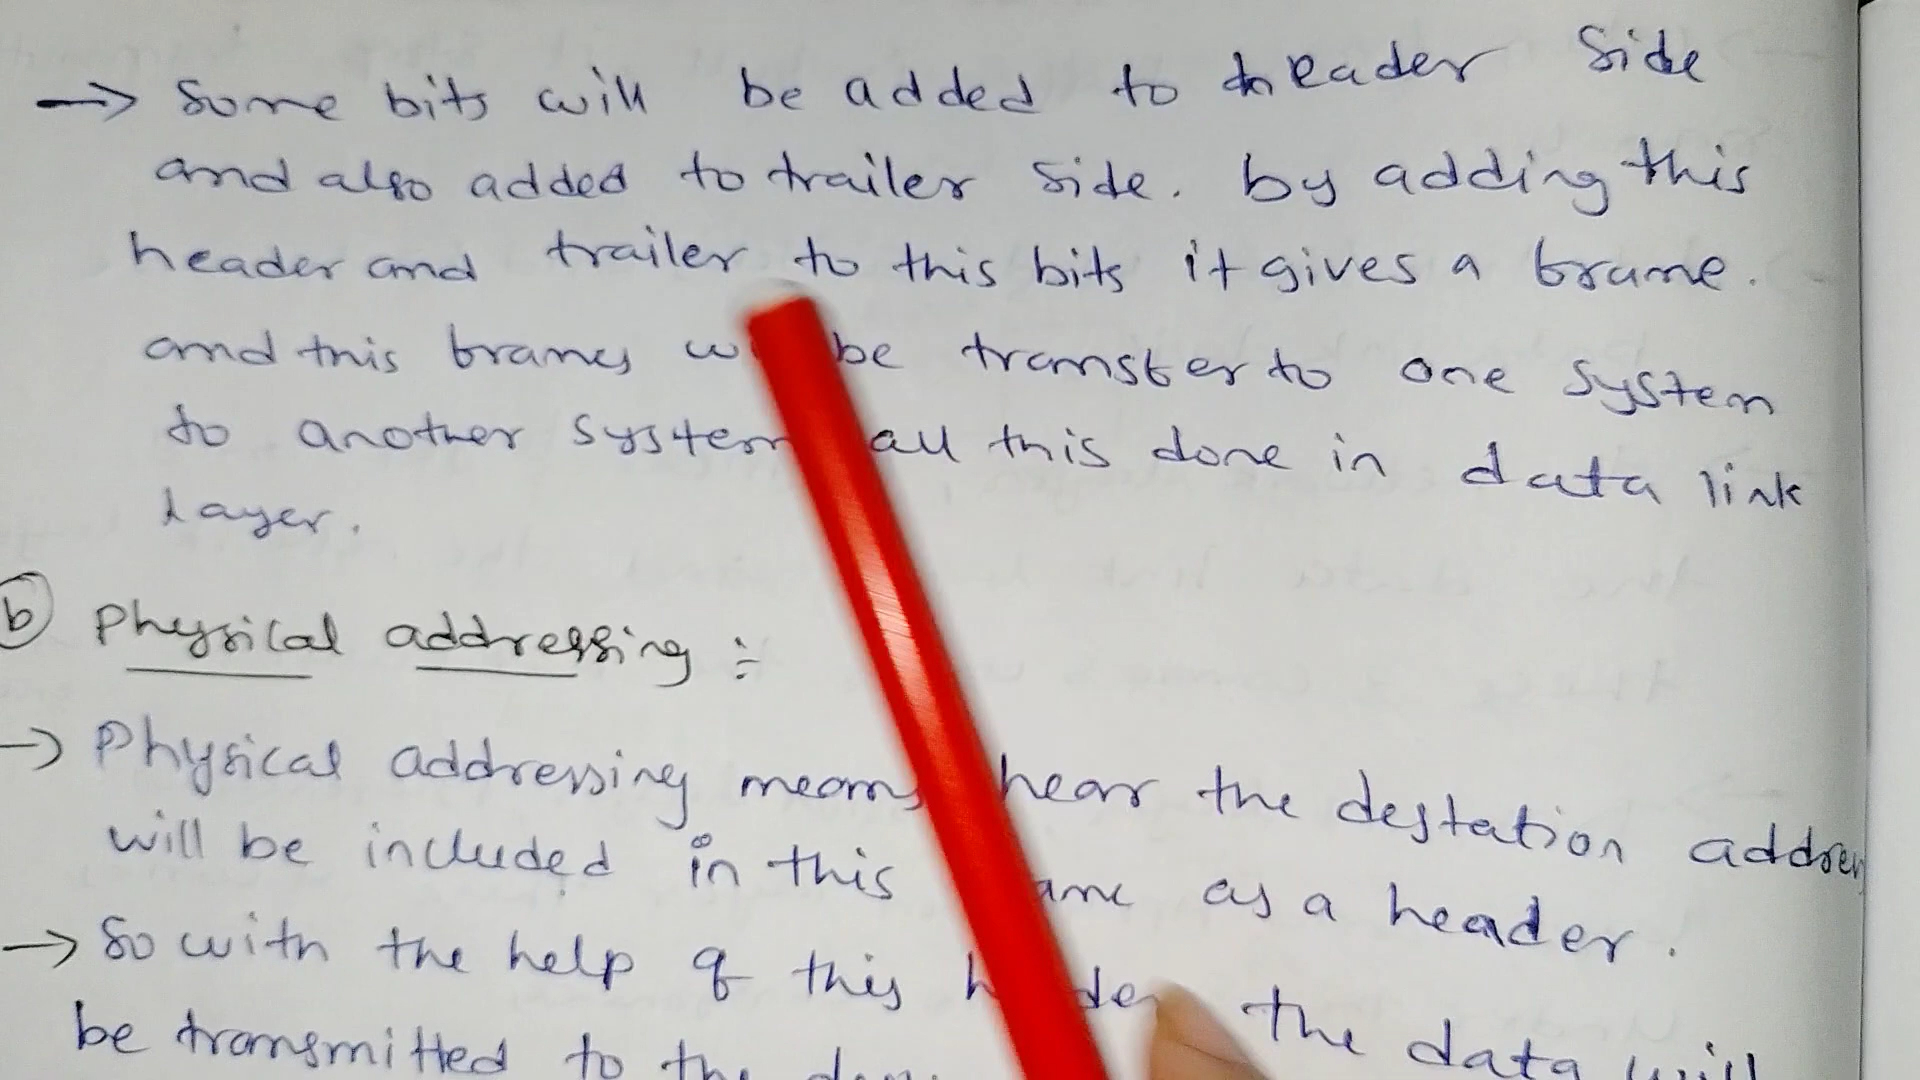 → Some bits will be added to header side
and also added to trailer side. by adding this
header and trailer to this bits it gives a frame.
and this frames be transfer to one system
to another system all this done in data link
layer.
(b) Physical addressing :-
→ Physical addressing means hear the destation address
will be included in this as a header.
→ So with the help of this the data will
be transmitted to the